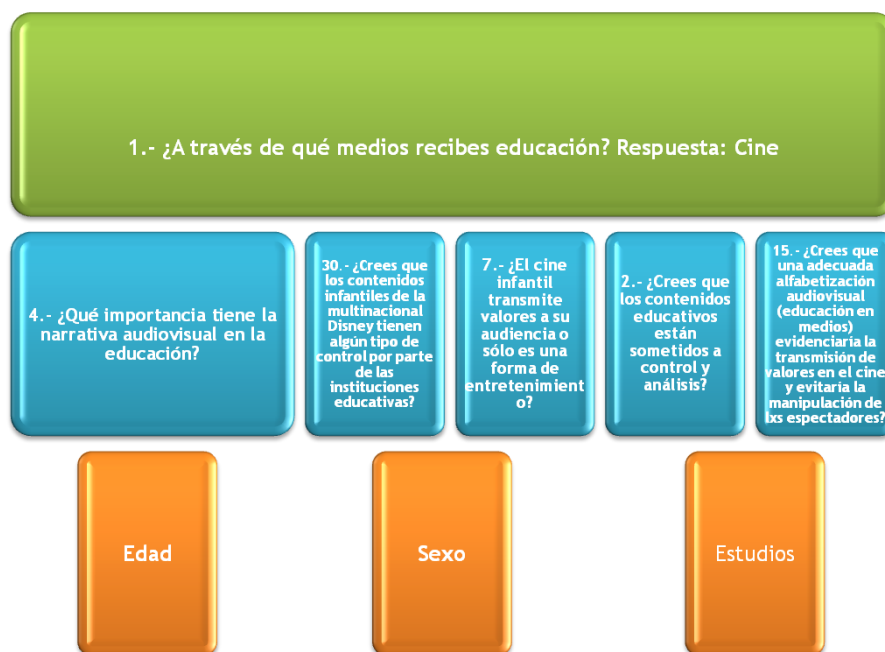 1.- ¿A través de qué medios recibes educación? Respuesta: Cine
4.- ¿Qué importancia tiene la
narrativa audiovisual en la
educación?
30.- ¿Crees que
los contenidos
infantiles de la
multinacional
Disney tienen
algún tipo de
control por parte
de las
instituciones
educativas?
7.- ¿El cine
infantil
transmite
valores a su
audiencia o
sólo es una
forma de
entretenimient
o?
2.- ¿Crees que
los contenidos
educativos
están
sometidos a
control y
análisis?
15.- ¿Crees que
una adecuada
alfabetización
audiovisual
(educación en
medios)
evidenciaría la
transmisión de
valores en el cine
y evitaría la
manipulación de
lxs espectadores?
Edad
Sexo
Estudios